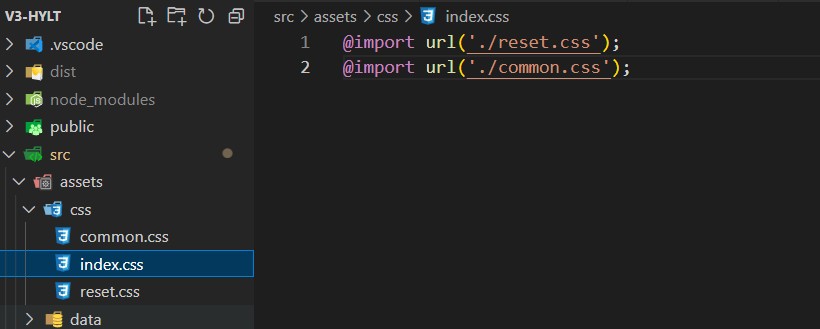 V3-HYLT
.vscode
dist
node_modules
public
src
assets
css
common.css
index.css
reset.css
data
src > assets > css > index.css
1 @import url('./reset.css');
2 @import url('./common.css');